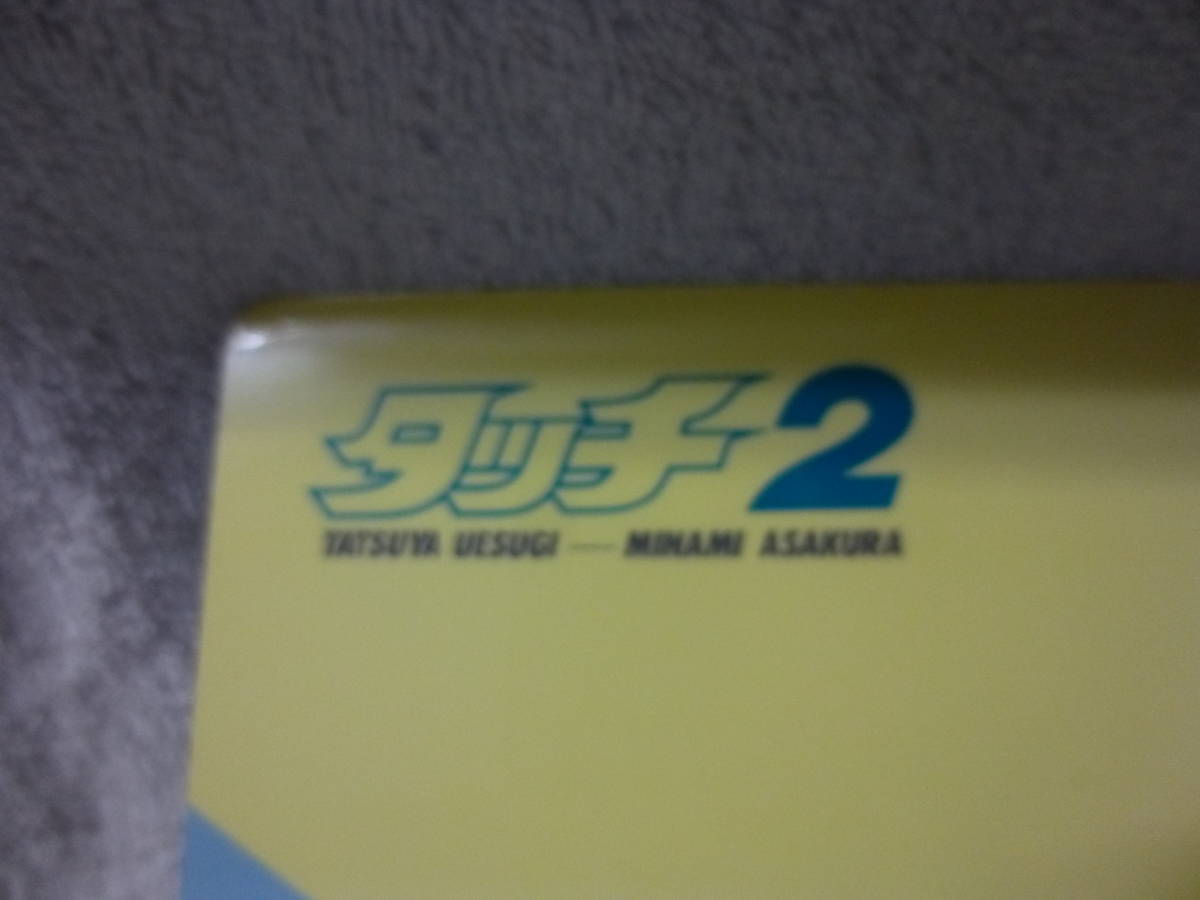 タッチ2
TATSUYA UESUGI — MINAMI ASAKURA